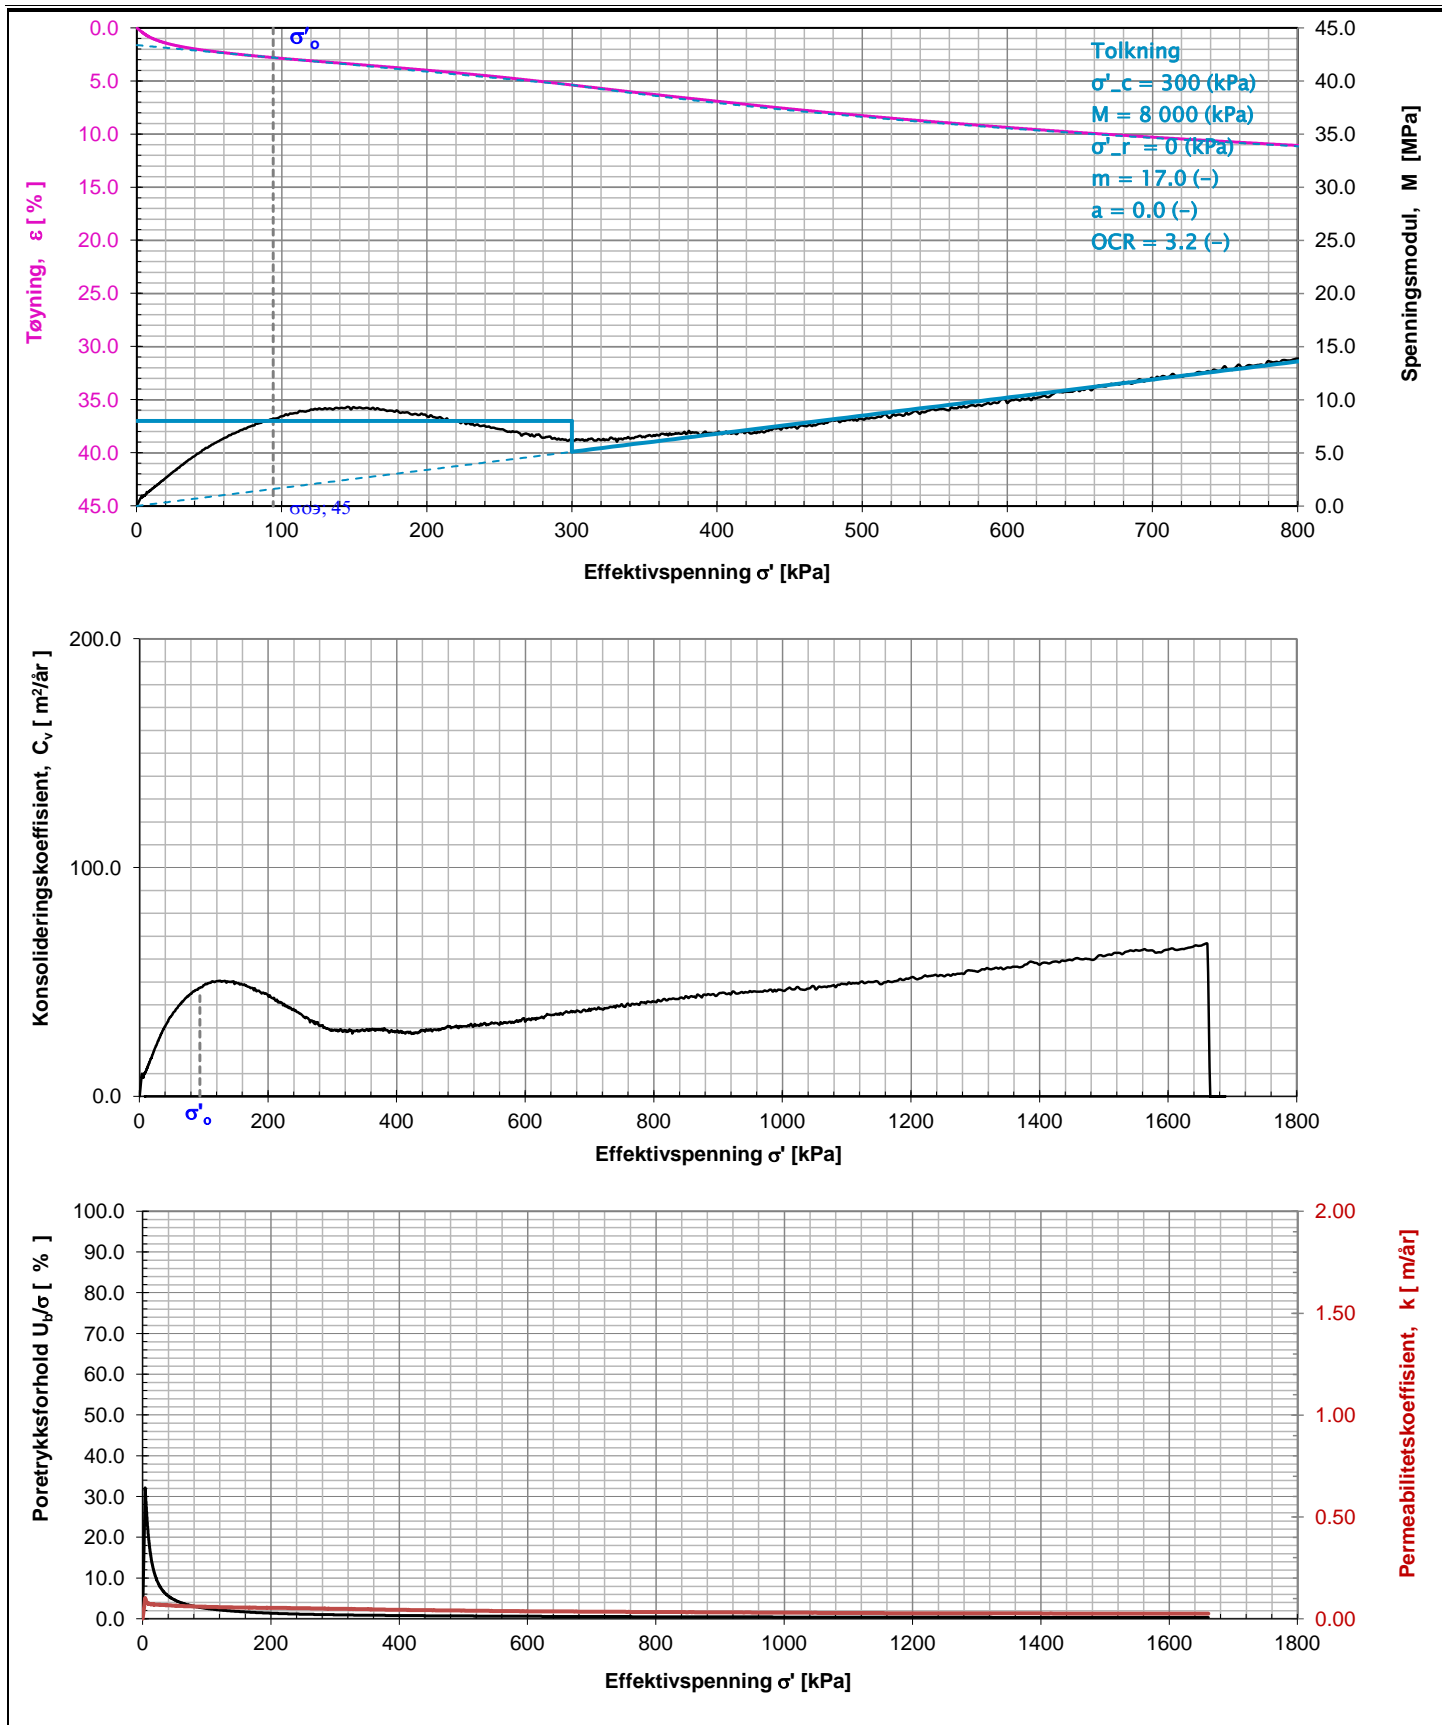 σ'o
Tolkning
σ'_c = 300 (kPa)
M = 8 000 (kPa)
σ'_r = 0 (kPa)
m = 17.0 (-)
a = 0.0 (-)
OCR = 3.2 (-)
Tøyning, ε [ % ]
0.0
5.0
10.0
15.0
20.0
25.0
30.0
35.0
40.0
45.0
45.0
40.0
35.0
30.0
25.0
20.0
15.0
10.0
5.0
0.0
Spenningsmodul, M [MPa]
, 45
0 100 200 300 400 500 600 700 800
Effektivspenning σ' [kPa]
Konsolideringskoeffisient, Cv [ m²/år ]
200.0
100.0
0.0
σ'o
0 200 400 600 800 1000 1200 1400 1600 1800
Effektivspenning σ' [kPa]
Poretrykksforhold Ub/σ [ % ]
100.0
90.0
80.0
70.0
60.0
50.0
40.0
30.0
20.0
10.0
0.0
2.00
1.50
1.00
0.50
0.00
Permeabilitetskoeffisient, k [ m/år]
0 200 400 600 800 1000 1200 1400 1600 1800
Effektivspenning σ' [kPa]